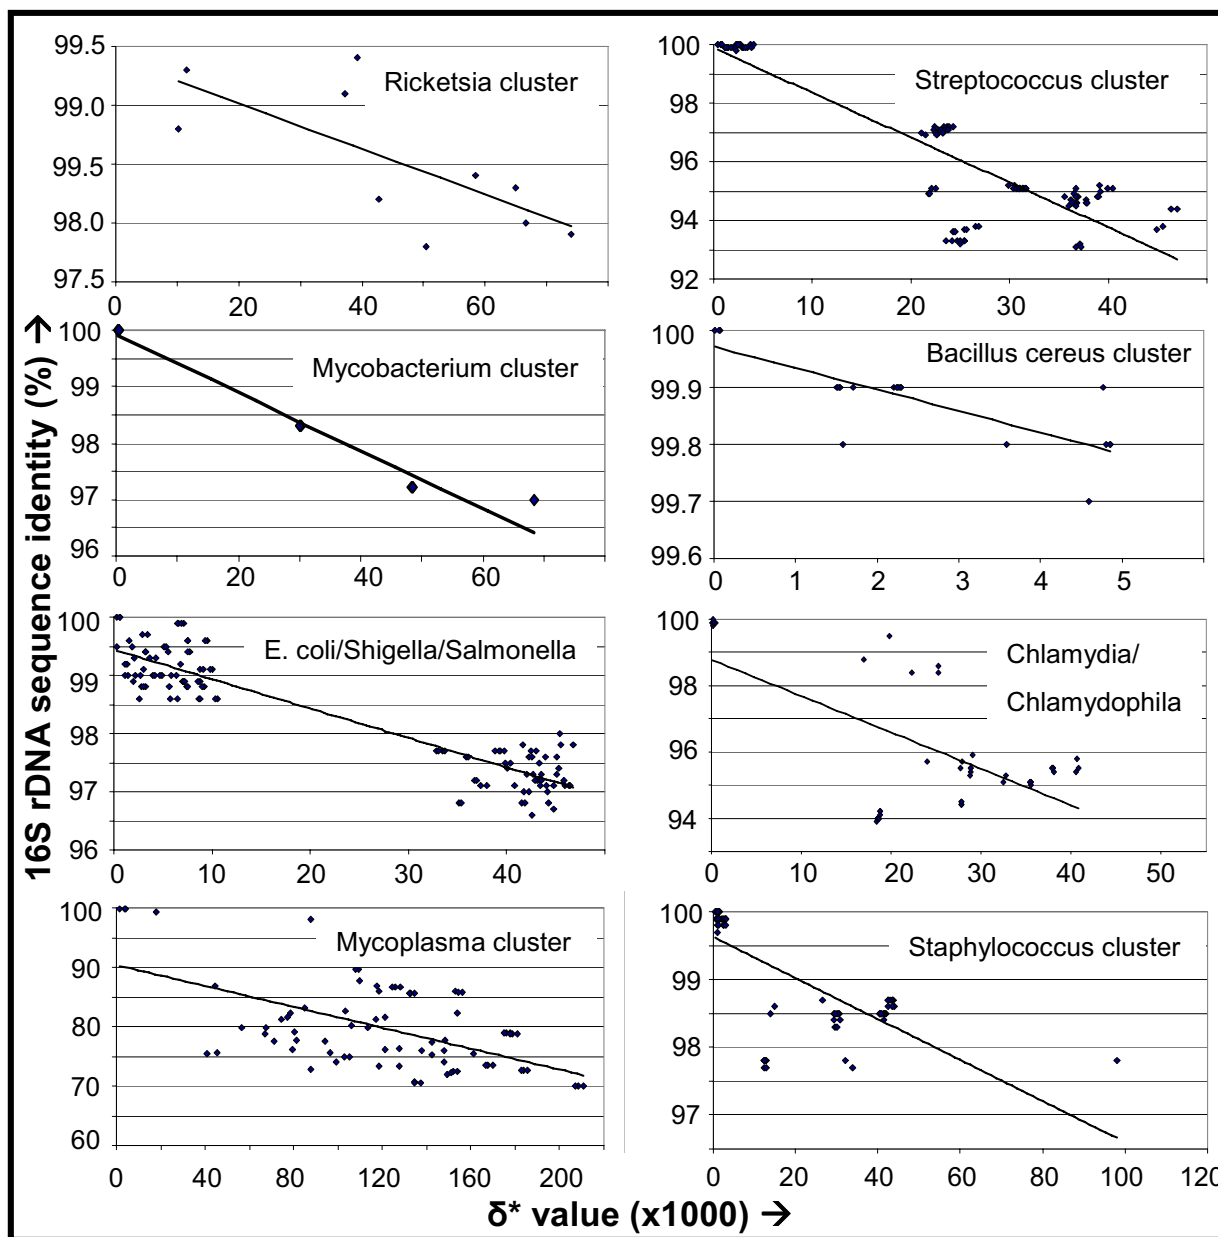 99.5
99.0
99.5
98.0
97.5
0 20 40 60
Ricketsia cluster
100
98
96
94
92
0 20 30 40
Streptococcus cluster
100
99
98
97
96
0 20 40 60
Mycobacterium cluster
100
99.9
99.8
99.7
99.6
0 1 2 3 4 5
Bacillus cereus cluster
100
99
98
97
96
0 10 20 30 40
E. coli/Shigella/Salmonella
100
98
96
94
0 10 20 30 40 50
Chlamydia/
Chlamydophila
100
90
80
70
60
0 40 80 120 160 200
Mycoplasma cluster
100
99
98
97
0 20 40 60 80 100 120
Staphylococcus cluster
16S rDNA sequence identity (%) →
δ* value (x1000) →